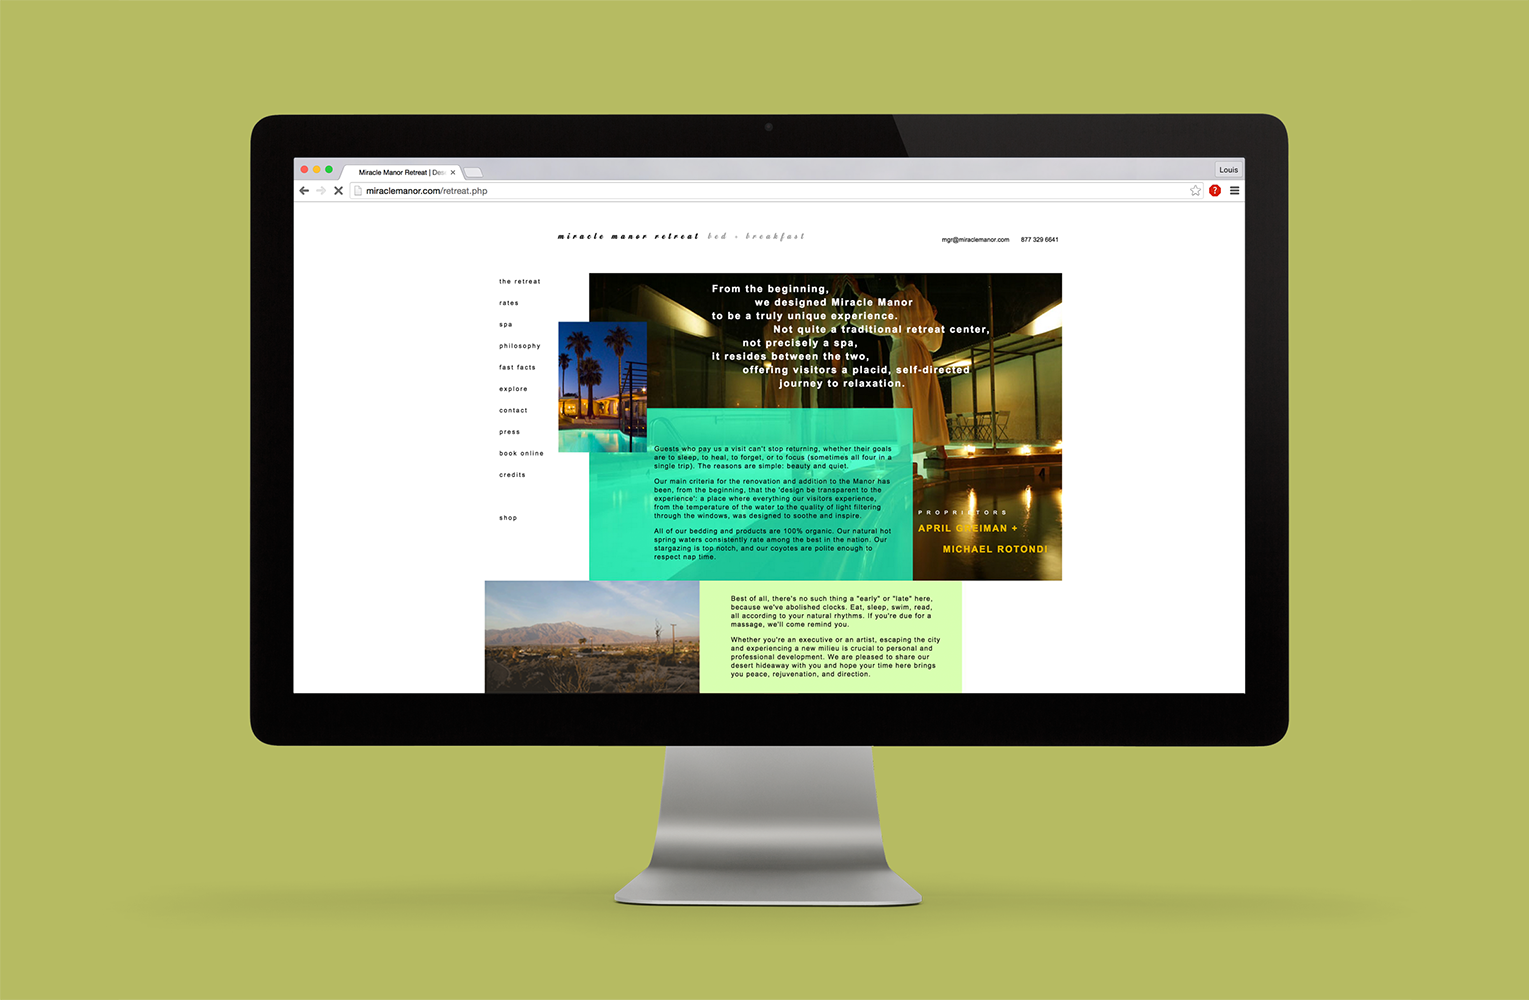 Miracle Manor Retreat | Des
Louis
miraclemanor.com/retreat.php
?
miracle manor retreat bed + breakfast
mgr@miraclemanor.com 877 329 6641
the retreat
rates
spa
philosophy
fast facts
explore
contact
press
book online
credits
shop
From the beginning,
we designed Miracle Manor
to be a truly unique experience.
Not quite a traditional retreat center,
not precisely a spa,
it resides between the two,
offering visitors a placid, self-directed
journey to relaxation.
Guests who pay us a visit can't stop returning, whether their goals
are to sleep, to heal, to forget, or to focus (sometimes all four in a
single trip). The reasons are simple: beauty and quiet.
Our main criteria for the renovation and addition to the Manor has
been, from the beginning, that the 'design be transparent to the
experience': a place where everything our visitors experience,
from the temperature of the water to the quality of light filtering
through the windows, was designed to soothe and inspire.
All of our bedding and products are 100% organic. Our natural hot
spring waters consistently rate among the best in the nation. Our
stargazing is top notch, and our coyotes are polite enough to
respect nap time.
PROPRIETORS
APRIL GREIMAN +
MICHAEL ROTONDI
Best of all, there's no such thing a "early" or "late" here,
because we've abolished clocks. Eat, sleep, swim, read,
all according to your natural rhythms. If you're due for a
massage, we'll come remind you.
Whether you're an executive or an artist, escaping the city
and experiencing a new milieu is crucial to personal and
professional development. We are pleased to share our
desert hideaway with you and hope your time here brings
you peace, rejuvenation, and direction.